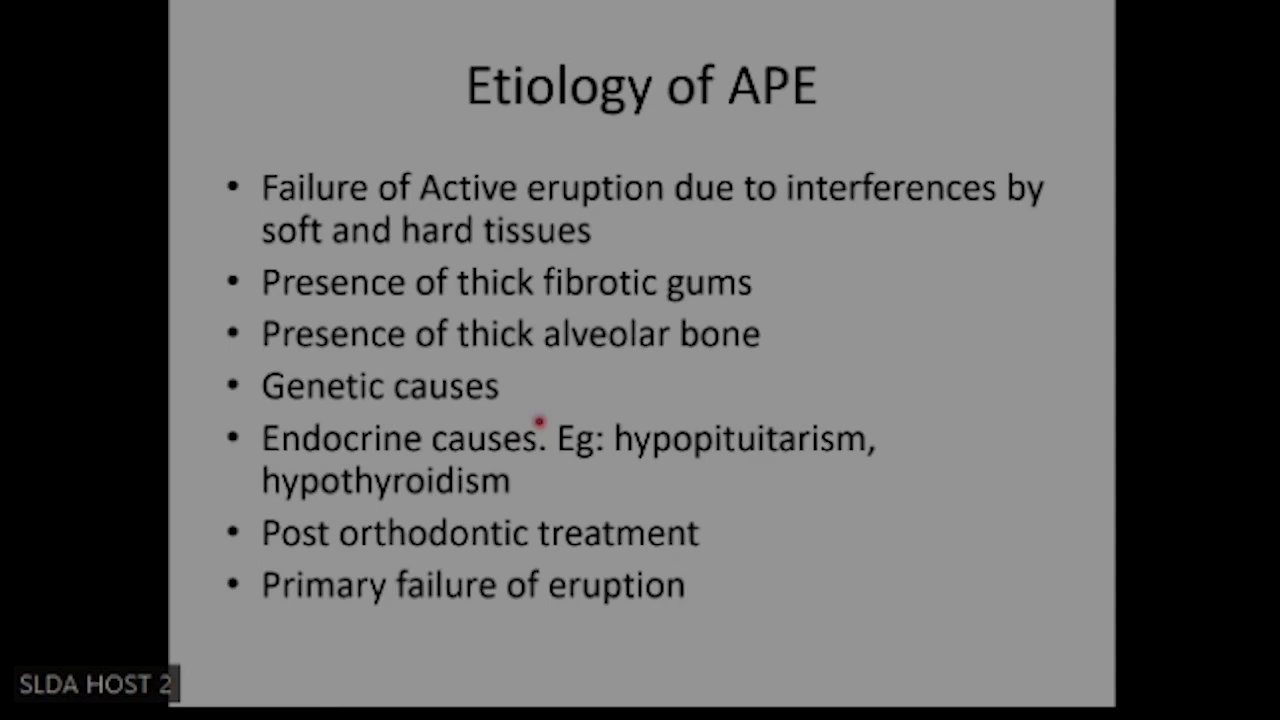 Etiology of APE
• Failure of Active eruption due to interferences by
soft and hard tissues
• Presence of thick fibrotic gums
• Presence of thick alveolar bone
• Genetic causes
• Endocrine causes. Eg: hypopituitarism,
hypothyroidism
• Post orthodontic treatment
• Primary failure of eruption
SLDA HOST 2